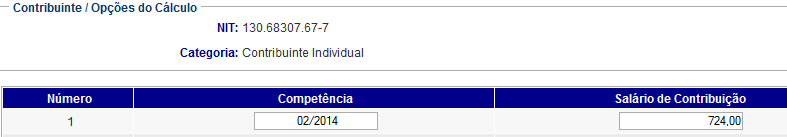 Contribuinte / Opções do Cálculo
NIT: 130.68307.67-7
Categoria: Contribuinte Individual
Número Competência Salário de Contribuição
1 02/2014 724,00